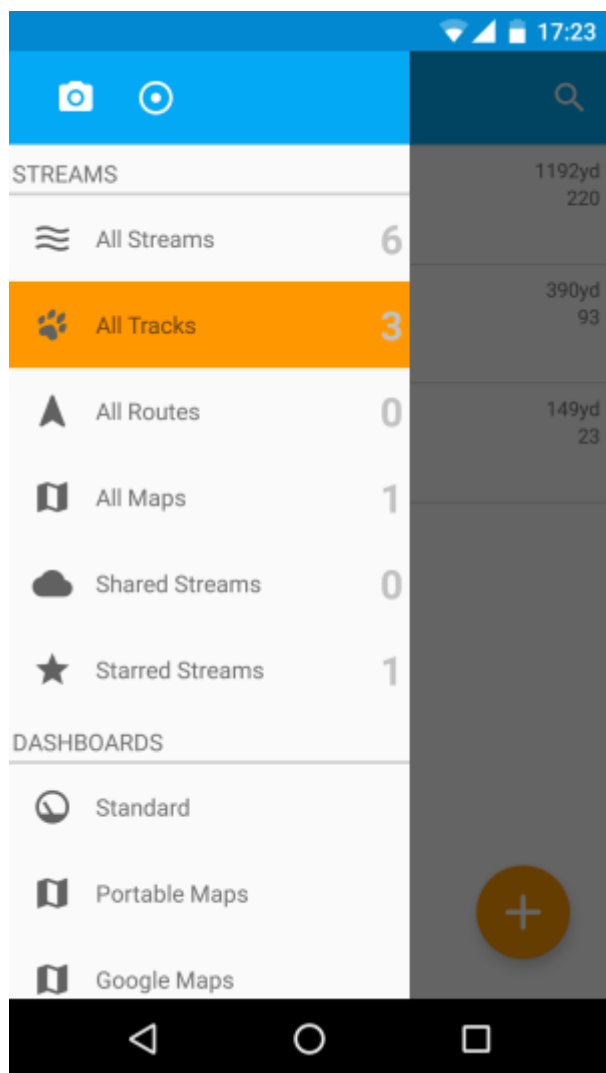 17:23
STREAMS
All Streams 6
All Tracks 3
All Routes 0
All Maps 1
Shared Streams 0
Starred Streams 1
DASHBOARDS
Standard
Portable Maps
Google Maps
1192yd
220
390yd
93
149yd
23